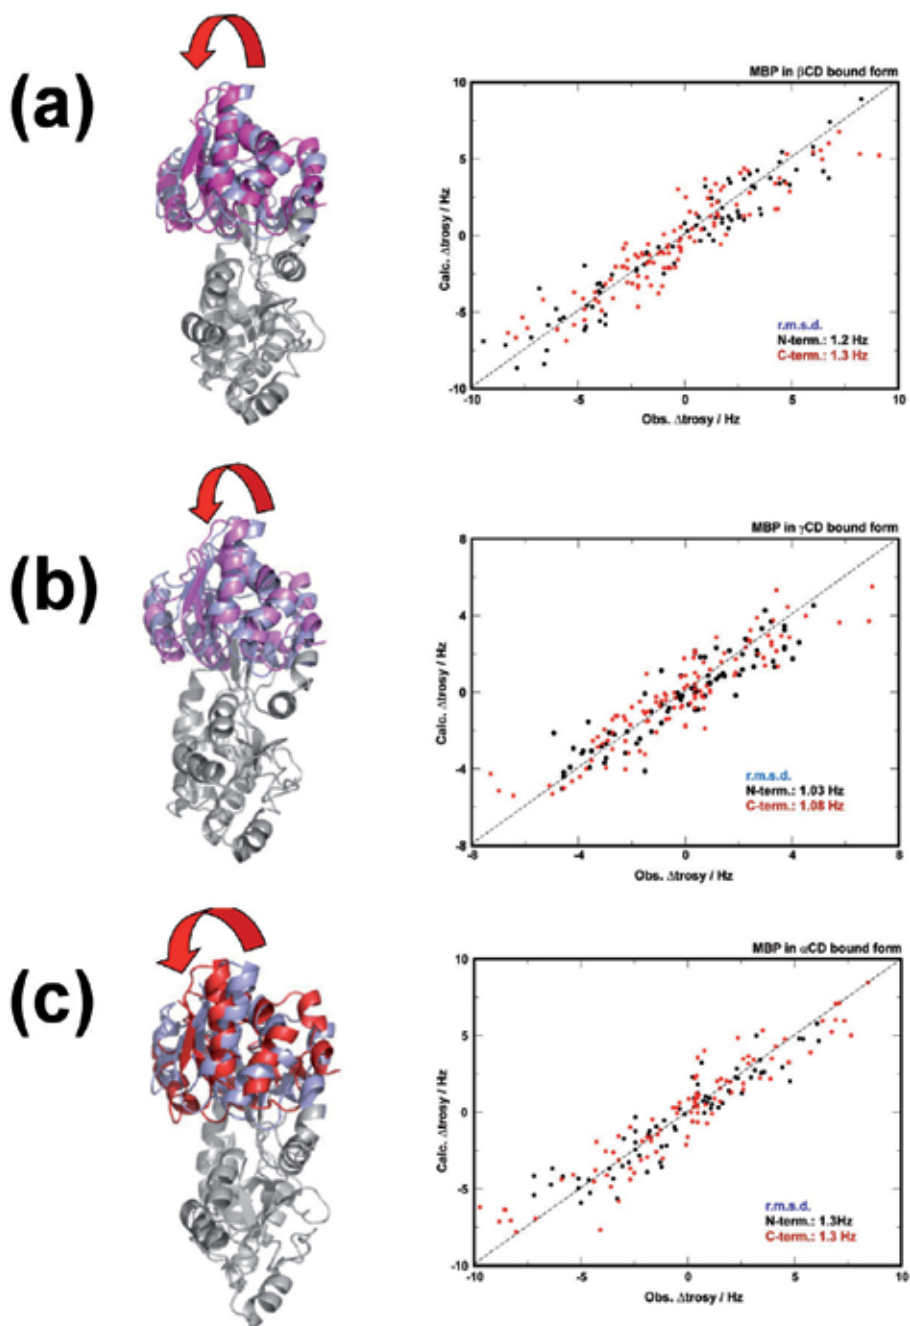 (a)
MBP in βCD bound form
10
5
0
-5
-10
Calc. Δtrosy / Hz
r.m.s.d.
N-term.: 1.2 Hz
C-term.: 1.3 Hz
-10 -5 0 5 10
Obs. Δtrosy / Hz
(b)
MBP in γCD bound form
8
4
0
-4
-8
Calc. Δtrosy / Hz
r.m.s.d.
N-term.: 1.03 Hz
C-term.: 1.08 Hz
-8 -4 0 4 8
Obs. Δtrosy / Hz
(c)
MBP in αCD bound form
10
5
0
-5
-10
Calc. Δtrosy / Hz
r.m.s.d.
N-term.: 1.3Hz
C-term.: 1.3 Hz
-10 -5 0 5 10
Obs. Δtrosy / Hz